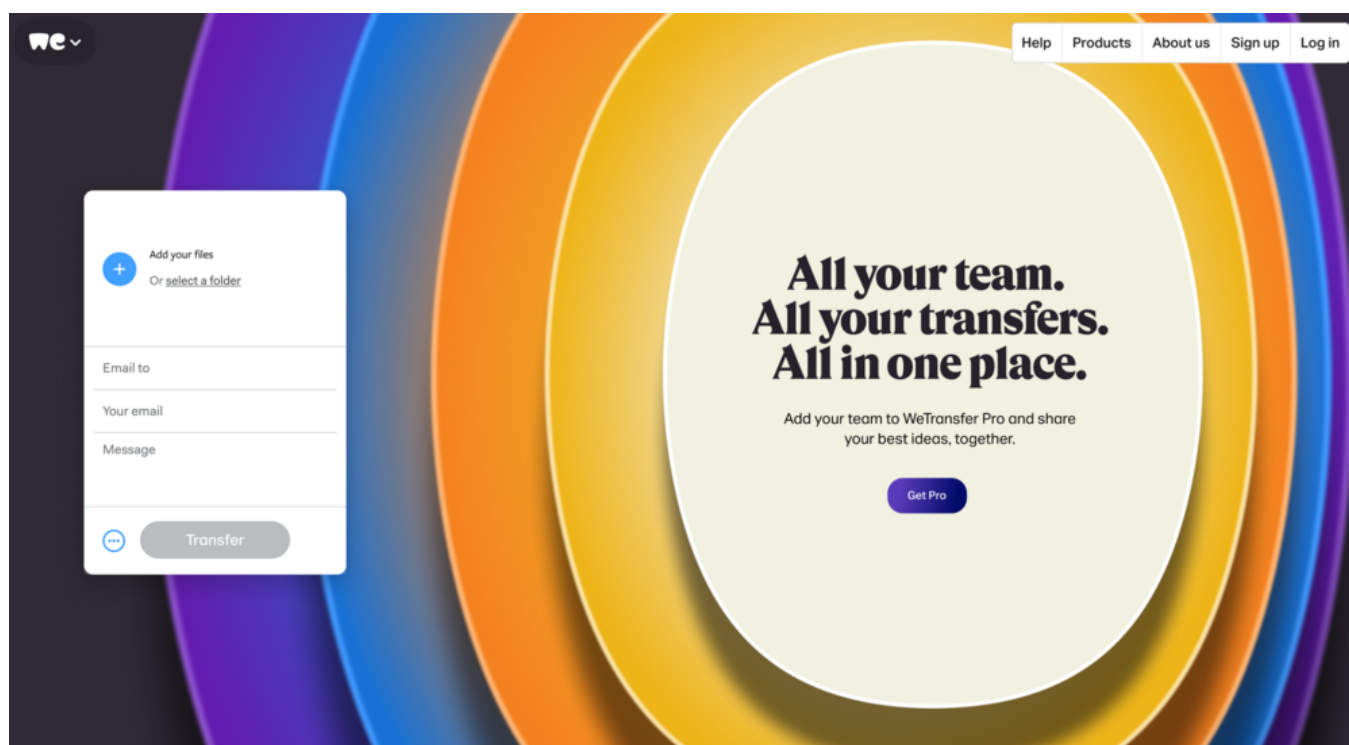 we
Help Products About us Sign up Log in
Add your files
Or select a folder
Email to
Your email
Message
Transfer
All your team.
All your transfers.
All in one place.
Add your team to WeTransfer Pro and share
your best ideas, together.
Get Pro